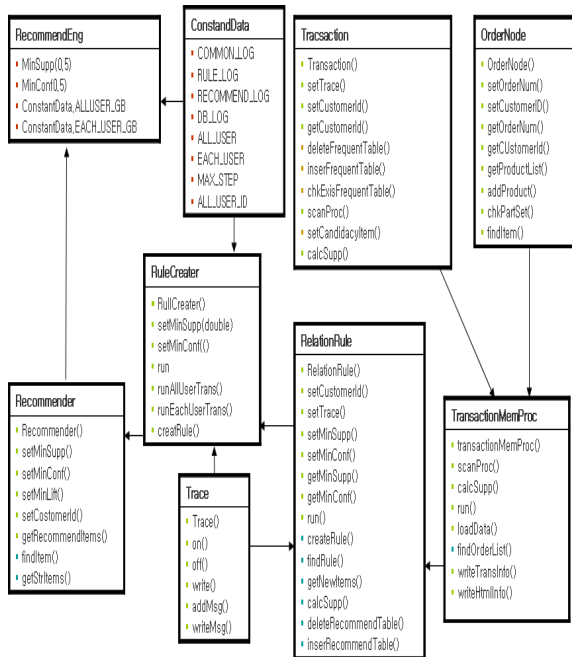 RecommendEng
MinSupp(0,5)
MinConf0,5)
ConstantData,ALLUSER_GB
ConstantData,EACH_USER_GB
ConstandData
COMMON_LOG
RULE_LOG
RECOMMEND_LOG
DB_LOG
ALL_USER
EACH_USER
MAX_STEP
ALL_USER_ID
Tracsaction
Transaction()
setTrace()
setCustomerId()
getCustomerId()
deleteFrequentTable()
inserFrequentTable()
chkExisFrequentTable()
scanProc()
setCandidacyItem()
calcSupp()
OrderNode
OrderNode()
setOrderNum()
setCustomerID()
getOrderNum()
getCUstomerId()
getProductList()
addProduct()
chkPartSet()
findItem()
RuleCreater
RullCreater()
setMinSupp(double)
setMinConf(()
run
runAllUserTrans()
runEachUserTrans()
creatRule()
Recommender
Recommender()
setMinSupp()
setMinConf()
setMinLift()
setCostomerId()
getRecommendItems()
findItem()
getStrItems()
Trace
Trace()
on()
off()
write()
addMsg()
writeMsg()
RelationRule
RelationRule()
setCustomerId()
setTrace()
setMinSupp()
setMinConf()
getMinSupp()
getMinConf()
run()
createRule()
findRule()
getNewItems()
calcSupp()
deleteRecommendTable()
inserRecommendTable()
TransactionMemProc
transactionMemProc()
scanProc()
calcSupp()
run()
loadData()
findOrderList()
writeTransInfo()
writeHtmlInfo()